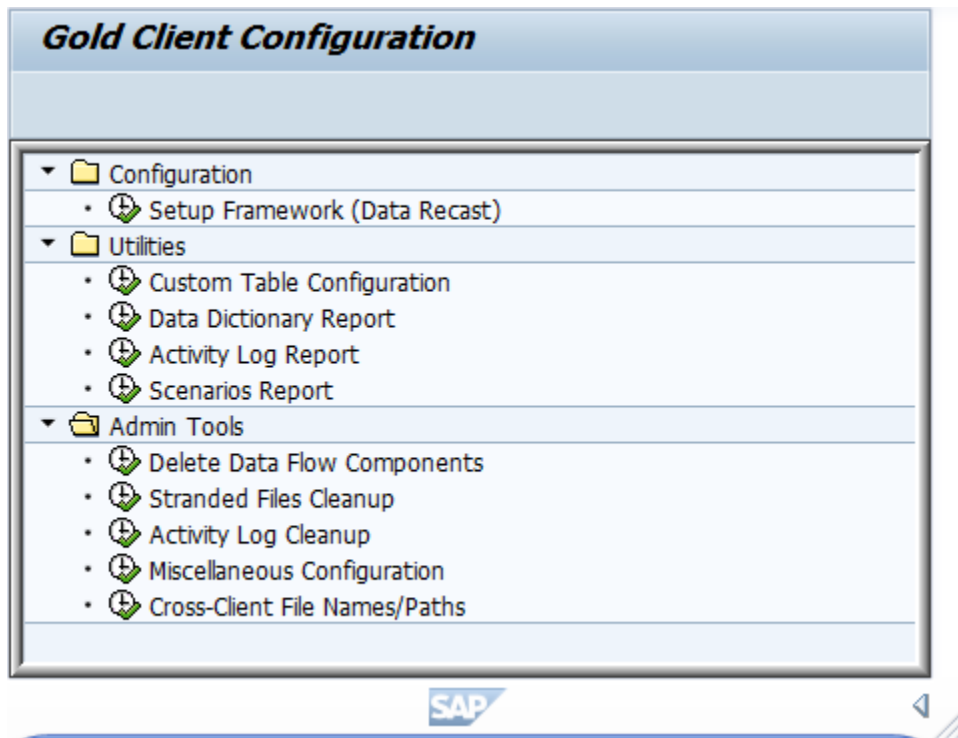 Gold Client Configuration
Configuration
Setup Framework (Data Recast)
Utilities
Custom Table Configuration
Data Dictionary Report
Activity Log Report
Scenarios Report
Admin Tools
Delete Data Flow Components
Stranded Files Cleanup
Activity Log Cleanup
Miscellaneous Configuration
Cross-Client File Names/Paths
SAP